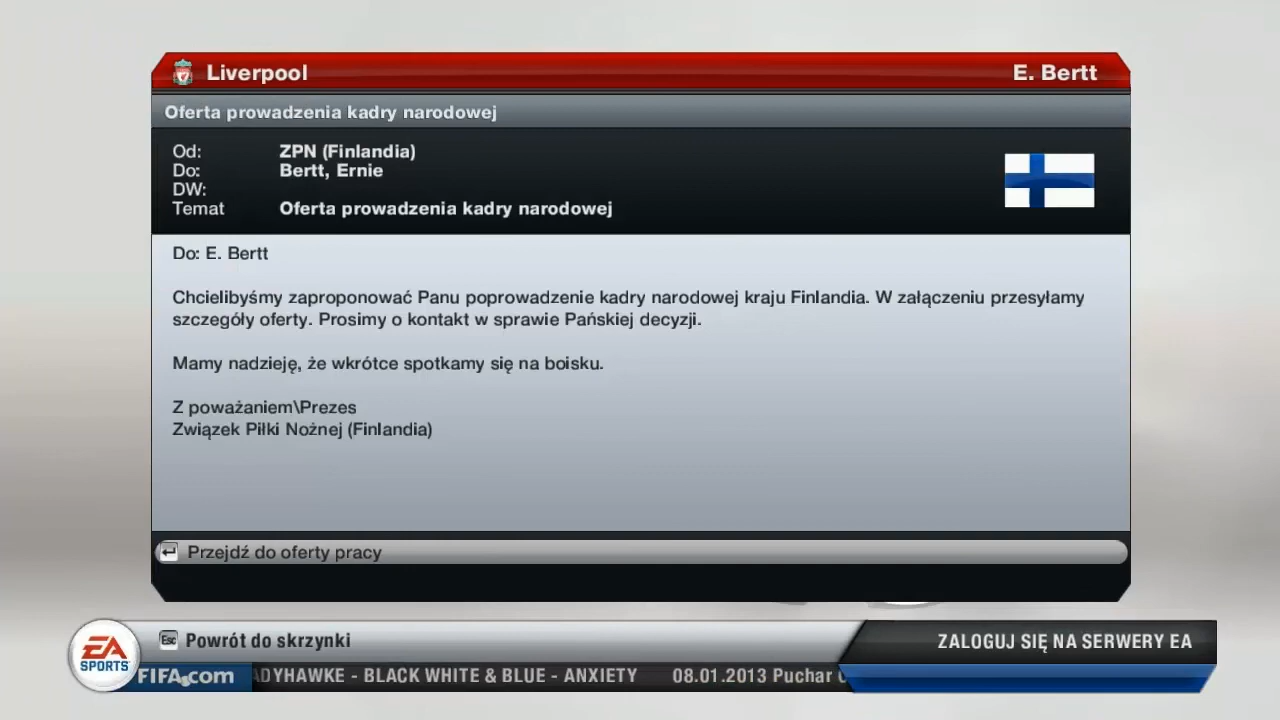 Liverpool
E. Bertt
Oferta prowadzenia kadry narodowej
Od: ZPN (Finlandia)
Do: Bertt, Ernie
DW:
Temat Oferta prowadzenia kadry narodowej
Do: E. Bertt
Chcielibyśmy zaproponować Panu poprowadzenie kadry narodowej kraju Finlandia. W załączeniu przesyłamy
szczegóły oferty. Prosimy o kontakt w sprawie Pańskiej decyzji.
Mamy nadzieję, że wkrótce spotkamy się na boisku.
Z poważaniem\Prezes
Związek Piłki Nożnej (Finlandia)
Przejdź do oferty pracy
Esc Powrót do skrzynki
ZALOGUJ SIĘ NA SERWERY EA
EA
SPORTS
FIFA.com
ADYHAWKE - BLACK WHITE & BLUE - ANXIETY 08.01.2013 Puchar